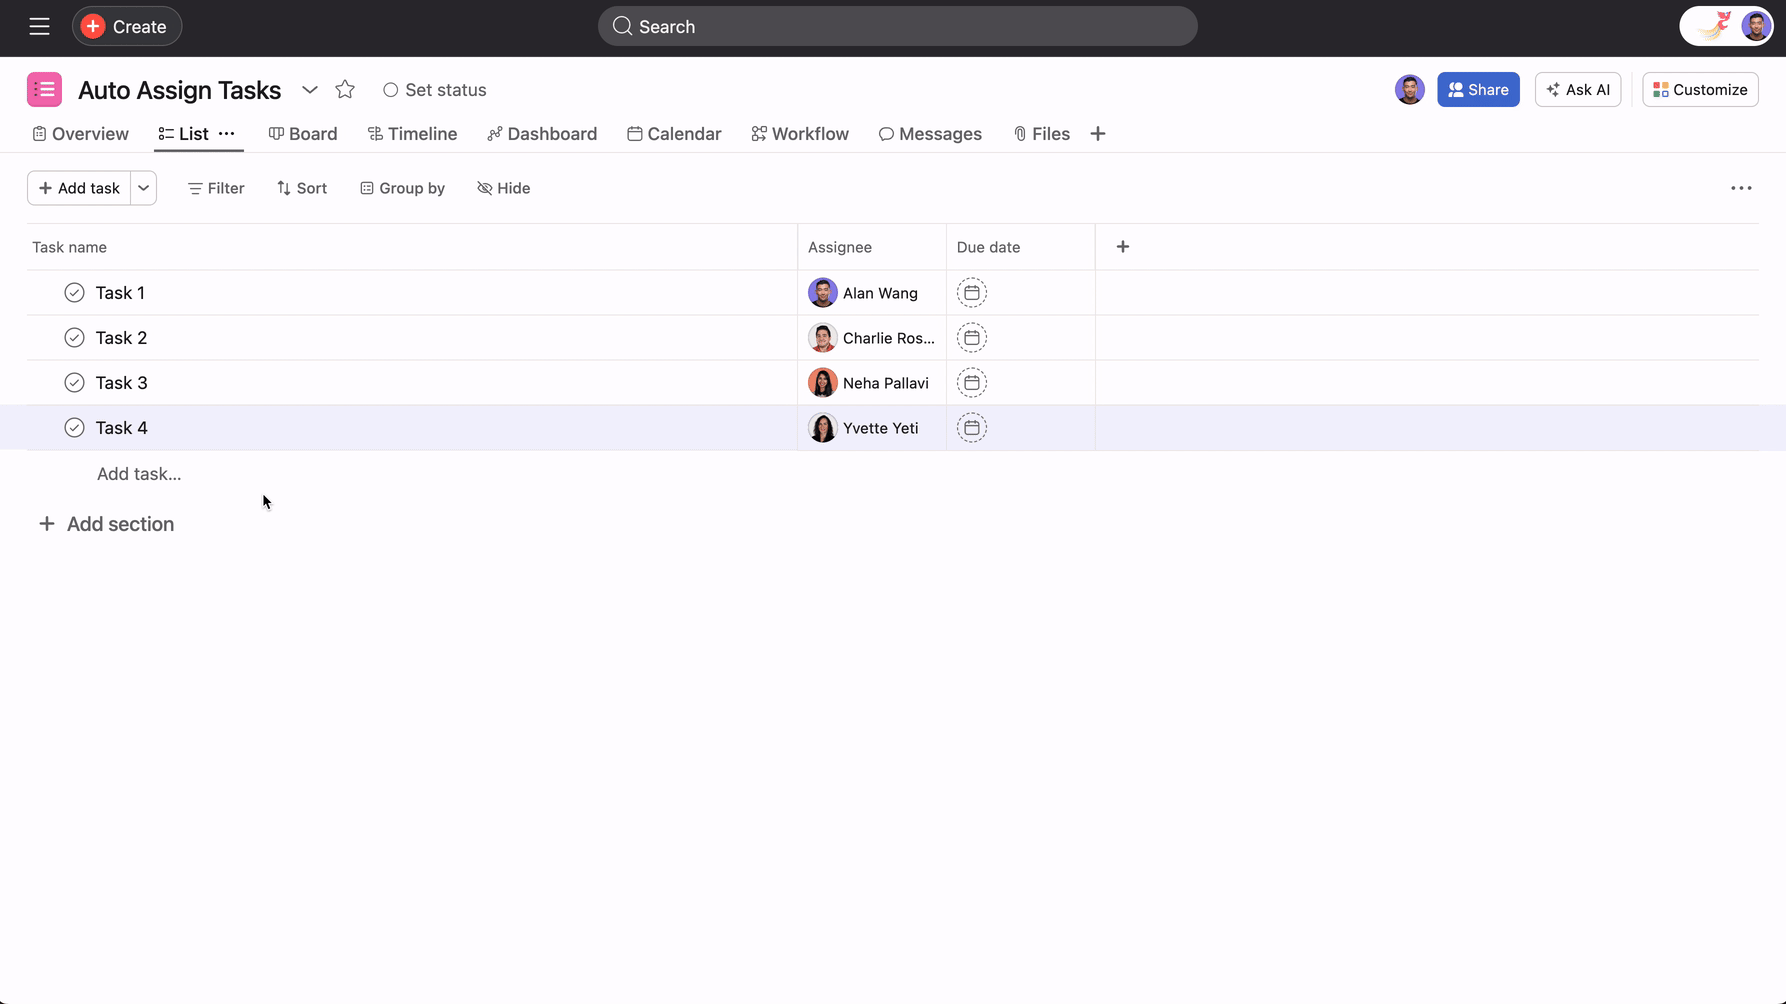 Create
Search
Auto Assign Tasks
Set status
Share
Ask AI
Customize
Overview
List
Board
Timeline
Dashboard
Calendar
Workflow
Messages
Files
Add task
Filter
Sort
Group by
Hide
Task name
Assignee
Due date
Task 1
Alan Wang
Task 2
Charlie Ros...
Task 3
Neha Pallavi
Task 4
Yvette Yeti
Add task...
Add section